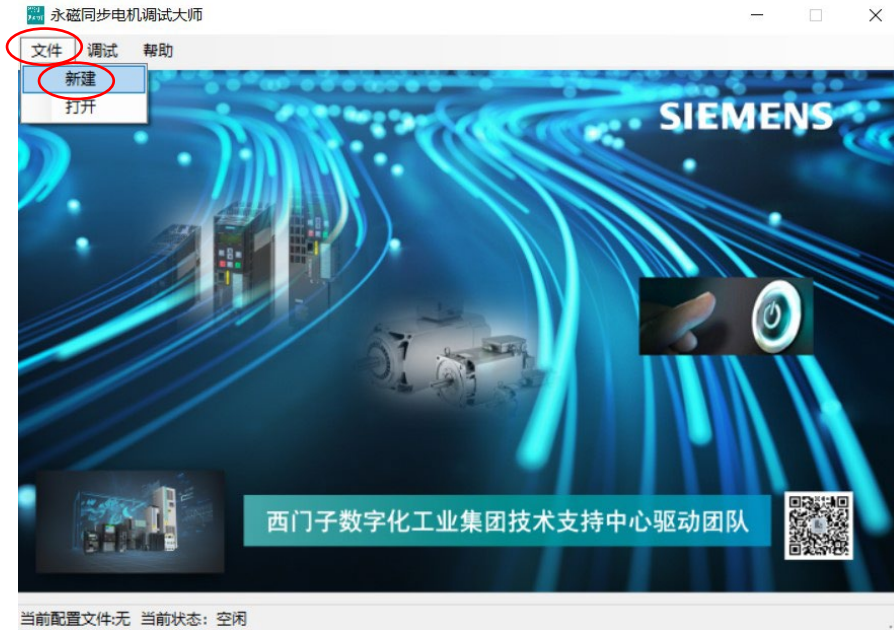 永磁同步电机调试大师
文件 调试 帮助
新建
打开
SIEMENS
西门子数字化工业集团技术支持中心驱动团队
当前配置文件:无 当前状态：空闲